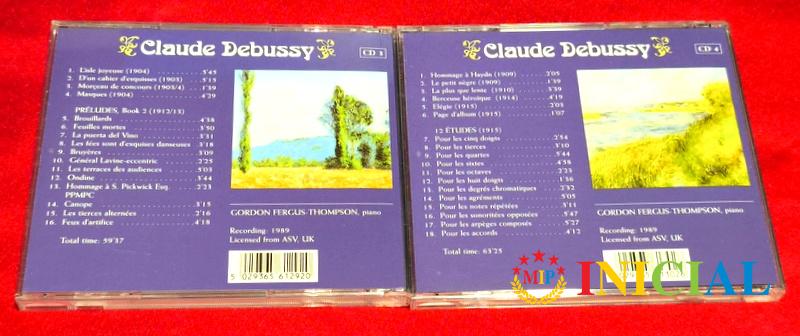 Claude Debussy
CD 3
1. L'isle joyeuse (1904) 5'45
2. D'un cahier d'esquisses (1903) 5'15
3. Morçeau de concours (1903/4) 1'39
4. Masques (1904) 4'29
PRÉLUDES, Book 2 (1912/13)
5. Brouillards 4'38
6. Feuilles mortes 3'50
7. La puerta del Vino 3'31
8. Les fées sont d'exquises danseuses 3'18
9. Bruyères 3'09
10. Général Lavine-eccentric 2'25
11. Les terraces des audiences 5'03
12. Ondine 3'44
13. Hommage à S. Pickwick Esq. 2'23
PPMPC
14. Canope 3'15
15. Les tierces alternées 2'16
16. Feux d'artifice 4'18
Total time: 59'37
GORDON FERGUS-THOMPSON, piano
Recording: 1989
Licensed from ASV, UK
5 029365 612920
Claude Debussy
CD 4
1. Hommage à Haydn (1909) 2'05
2. Le petit nègre (1909) 1'39
3. La plus que lente (1910) 3'39
4. Berceuse héroïque (1914) 4'19
5. Elégie (1915) 2'03
6. Page d'album (1915) 1'07
12 ÉTUDES (1915)
7. Pour les cinq doigts 2'54
8. Pour les tierces 3'10
9. Pour les quartes 5'44
10. Pour les sixtes 4'58
11. Pour les octaves 2'23
12. Pour les huit doigts 1'36
13. Pour les degrés chromatiques 2'32
14. Pour les agréments 5'05
15. Pour les notes répétées 3'11
16. Pour les sonorités opposées 5'47
17. Pour les arpèges composés 5'27
18. Pour les accords 4'12
Total time: 63'25
GORDON FERGUS-THOMPSON, piano
Recording: 1989
Licensed from ASV, UK
MIP
INICIAL